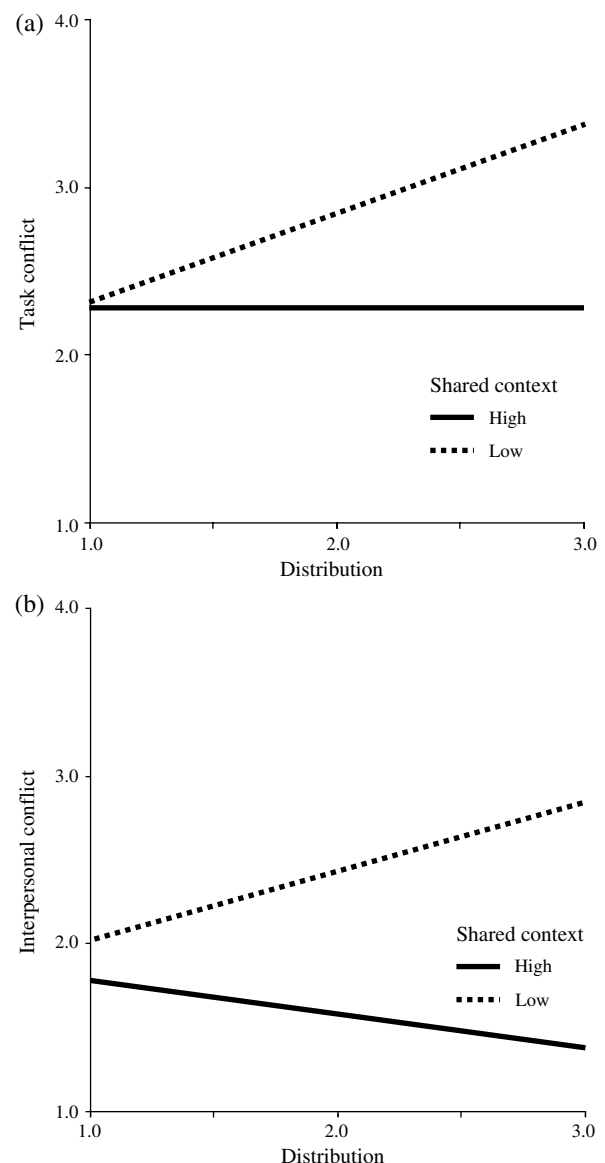 (a)
4.0
3.0
2.0
1.0
Task conflict
Shared context
High
Low
1.0 2.0 3.0
Distribution
(b)
4.0
3.0
2.0
1.0
Interpersonal conflict
Shared context
High
Low
1.0 2.0 3.0
Distribution